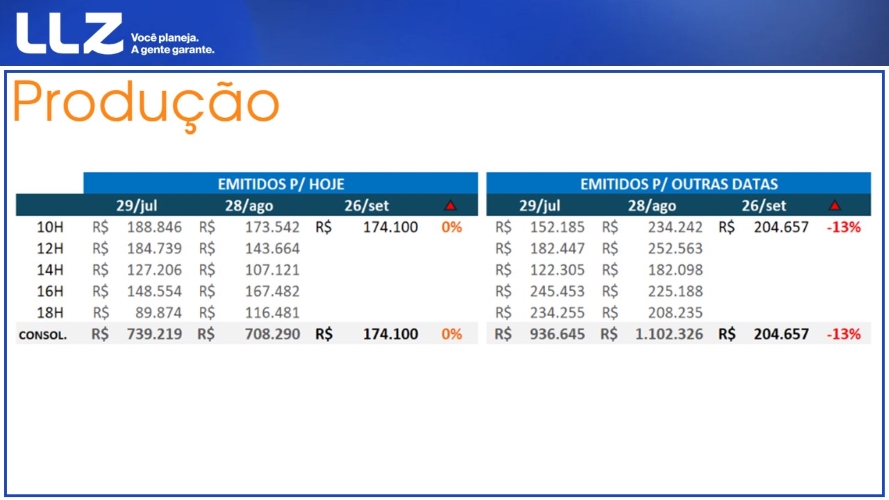 LLZ Você planeja.
A gente garante.
Produção
EMITIDOS P/ HOJE EMITIDOS P/ OUTRAS DATAS
29/jul 28/ago 26/set 29/jul 28/ago 26/set
10H R$ 188.846 R$ 173.542 R$ 174.100 0% R$ 152.185 R$ 234.242 R$ 204.657 -13%
12H R$ 184.739 R$ 143.664 R$ 182.447 R$ 252.563
14H R$ 127.206 R$ 107.121 R$ 122.305 R$ 182.098
16H R$ 148.554 R$ 167.482 R$ 245.453 R$ 225.188
18H R$ 89.874 R$ 116.481 R$ 234.255 R$ 208.235
CONSOL. R$ 739.219 R$ 708.290 R$ 174.100 0% R$ 936.645 R$ 1.102.326 R$ 204.657 -13%